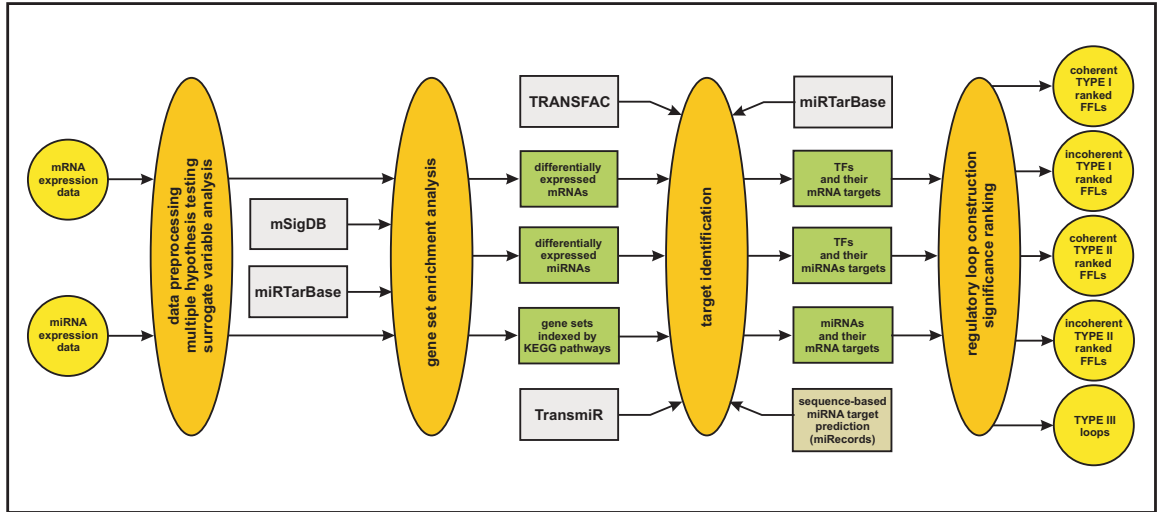 mRNA
expression
data
miRNA
expression
data
data preprocessing
multiple hypothesis testing
surrogate variable analysis
mSigDB
miRTarBase
gene set enrichment analysis
TRANSFAC
differentially
expressed
mRNAs
differentially
expressed
miRNAs
gene sets
indexed by
KEGG pathways
TransmiR
target identification
miRTarBase
TFs
and their
mRNA targets
TFs
and their
miRNAs targets
miRNAs
and their
mRNA targets
sequence-based
miRNA target
prediction
(miRecords)
regulatory loop construction
significance ranking
coherent
TYPE I
ranked
FFLs
incoherent
TYPE I
ranked
FFLs
coherent
TYPE II
ranked
FFLs
incoherent
TYPE II
ranked
FFLs
TYPE III
loops